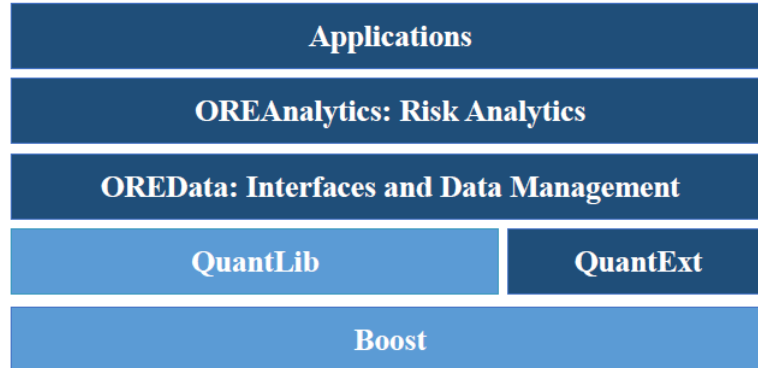 Applications
OREAnalytics: Risk Analytics
OREData: Interfaces and Data Management
QuantLib
QuantExt
Boost